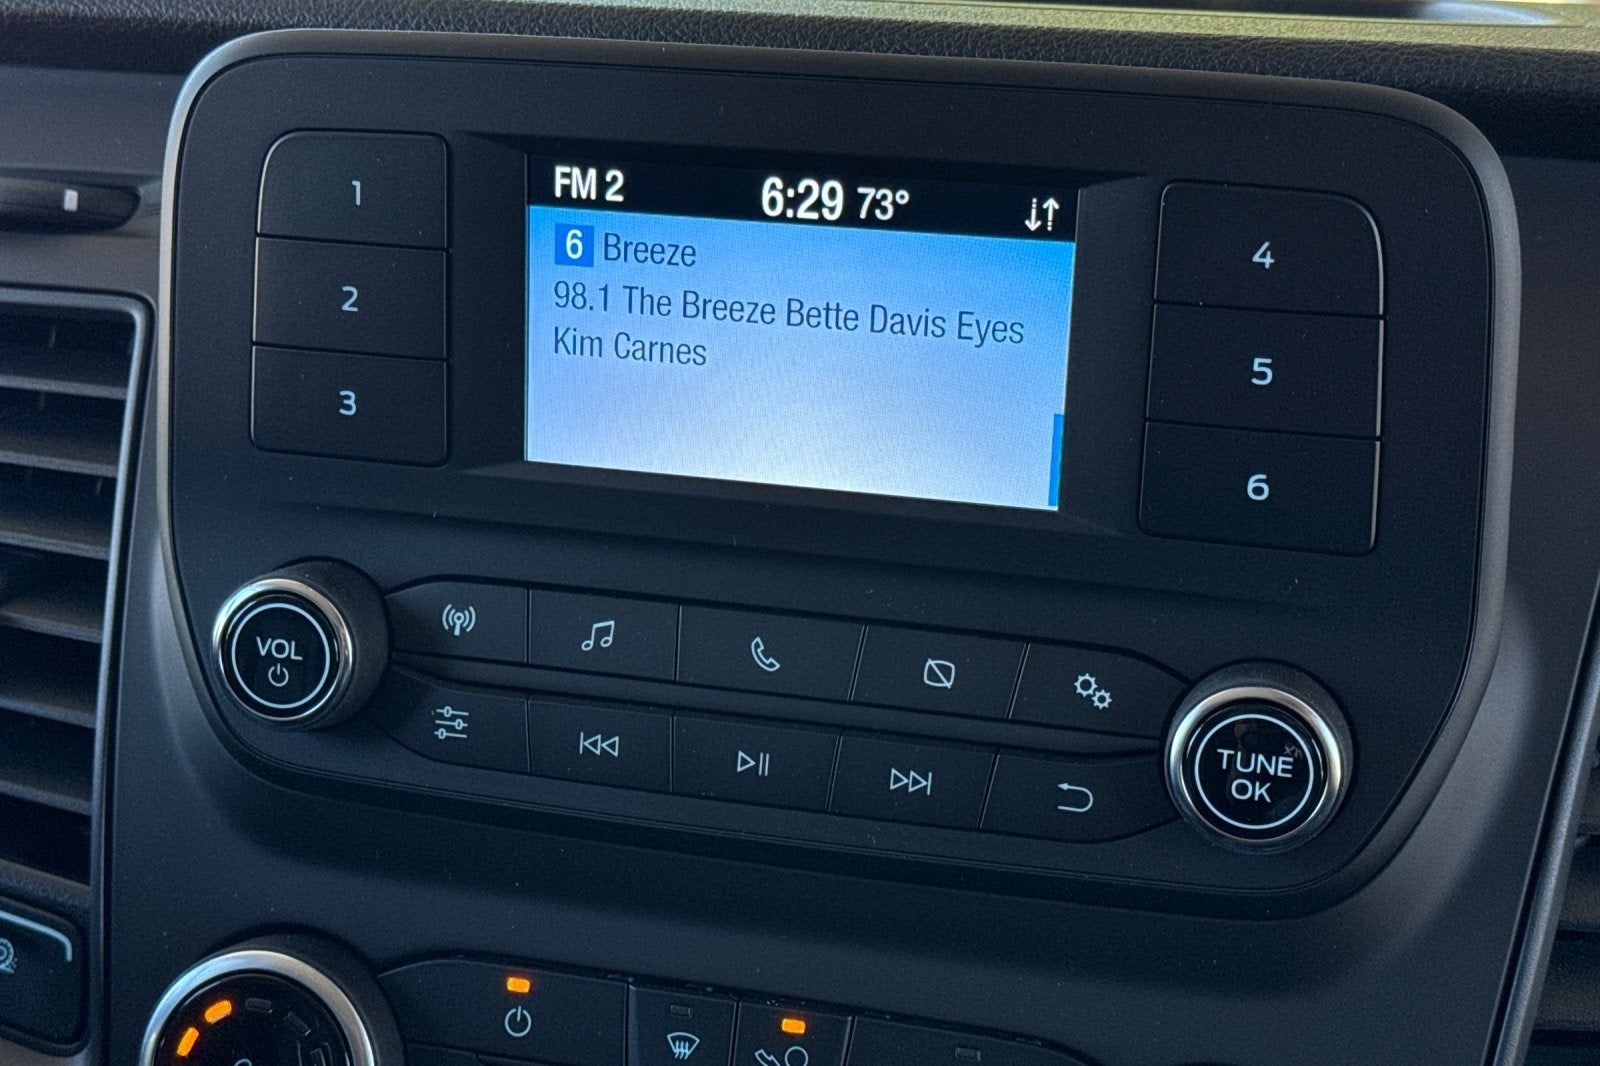 FM 2 6:29 73°
6 Breeze
98.1 The Breeze Bette Davis Eyes
Kim Carnes
1
2
3
4
5
6
VOL
TUNE
OK